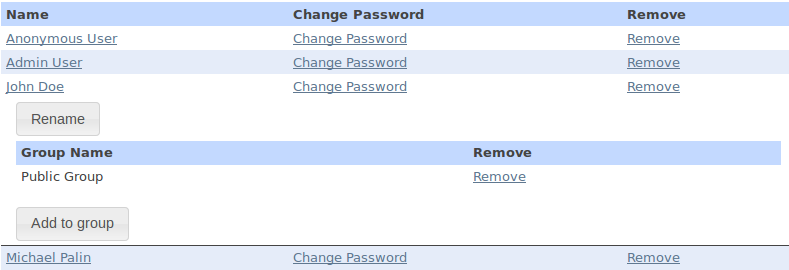 Name Change Password Remove
Anonymous User Change Password Remove
Admin User Change Password Remove
John Doe Change Password Remove
Rename
Group Name Remove
Public Group Remove
Add to group
Michael Palin Change Password Remove